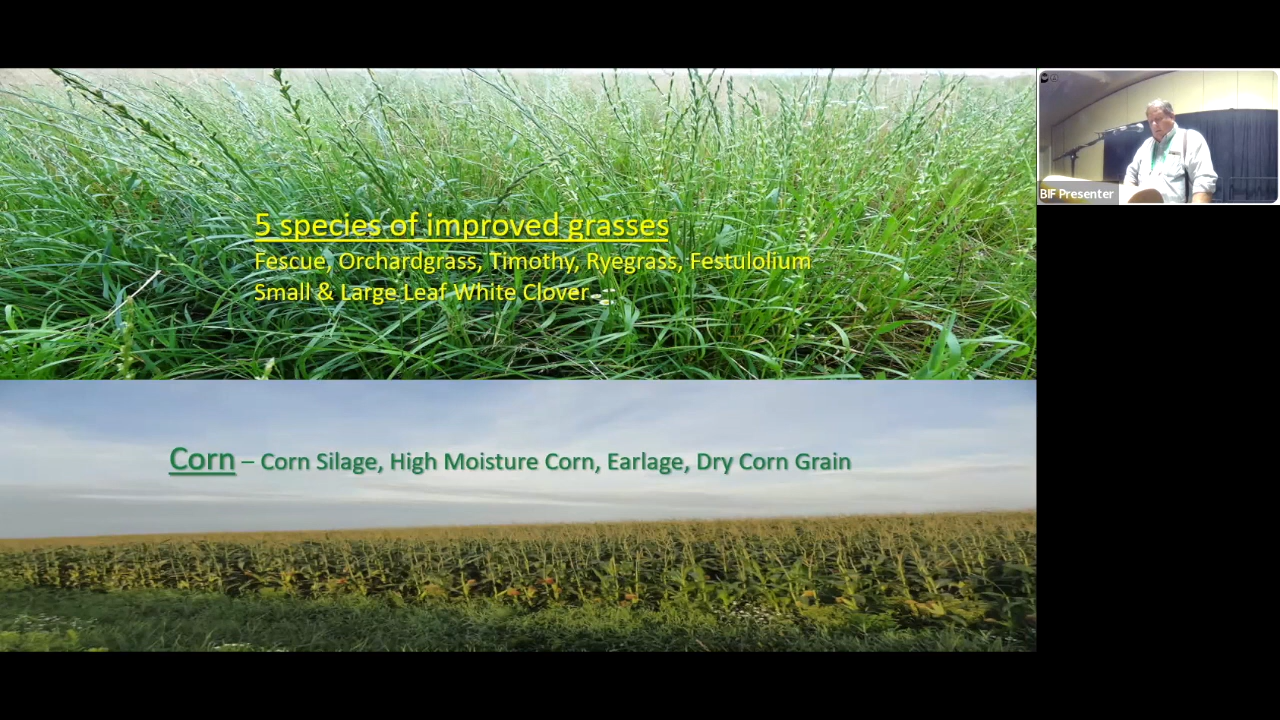 5 species of improved grasses
Fescue, Orchardgrass, Timothy, Ryegrass, Festulolium
Small & Large Leaf White Clover
Corn – Corn Silage, High Moisture Corn, Earlage, Dry Corn Grain
BIF Presenter